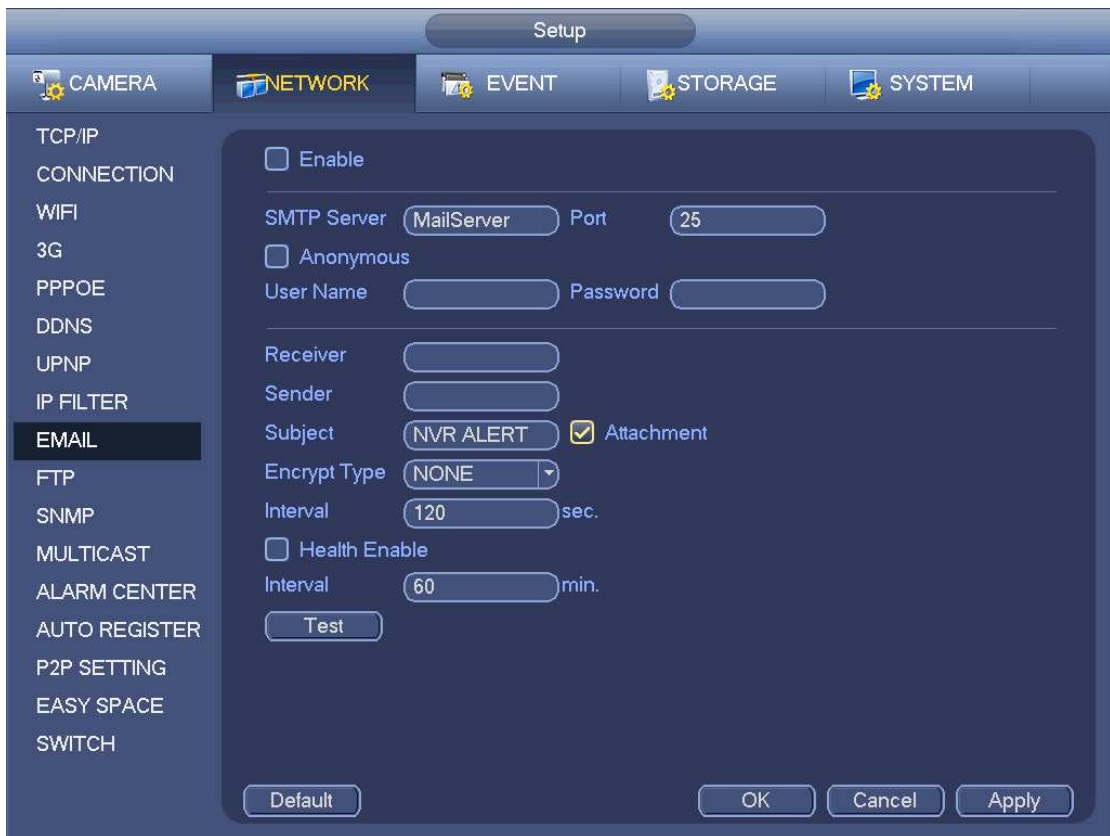 Setup
CAMERA NETWORK EVENT STORAGE SYSTEM
TCP/IP
CONNECTION
WIFI
3G
PPPOE
DDNS
UPNP
IP FILTER
EMAIL
FTP
SNMP
MULTICAST
ALARM CENTER
AUTO REGISTER
P2P SETTING
EASY SPACE
SWITCH
Enable
SMTP Server MailServer Port 25
Anonymous
User Name Password
Receiver
Sender
Subject NVR ALERT Attachment
Encrypt Type NONE
Interval 120 sec.
Health Enable
Interval 60 min.
Test
Default OK Cancel Apply